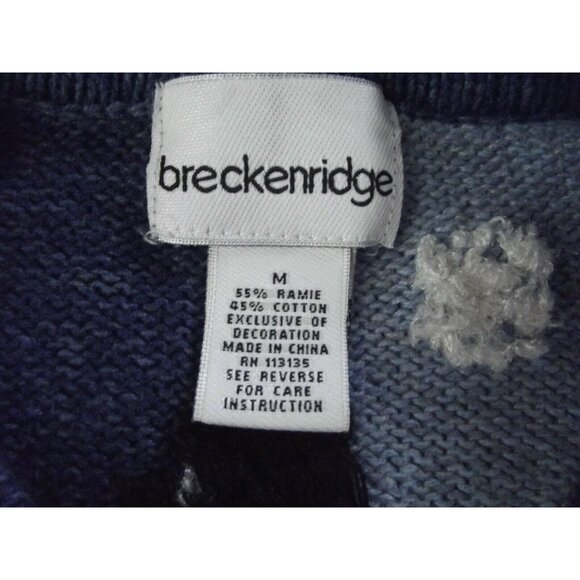 breckenridge
M
55% RAMIE
45% COTTON
EXCLUSIVE OF
DECORATION
MADE IN CHINA
RN 113135
SEE REVERSE
FOR CARE
INSTRUCTION